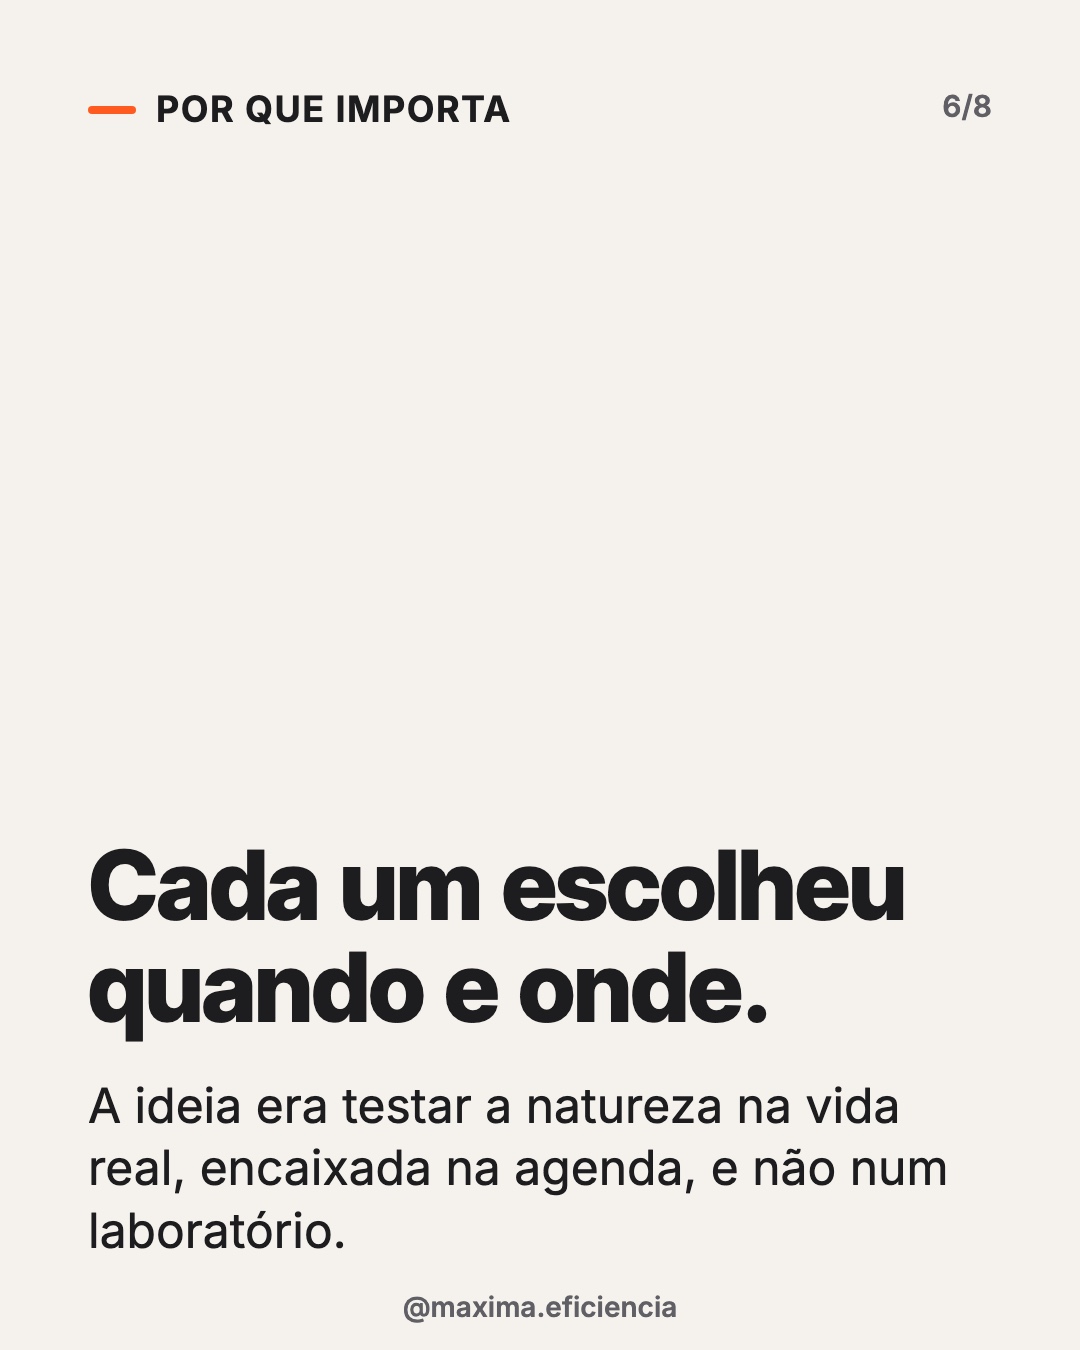 POR QUE IMPORTA
6/8
Cada um escolheu
quando e onde.
A ideia era testar a natureza na vida
real, encaixada na agenda, e não num
laboratório.
@maxima.eficiencia